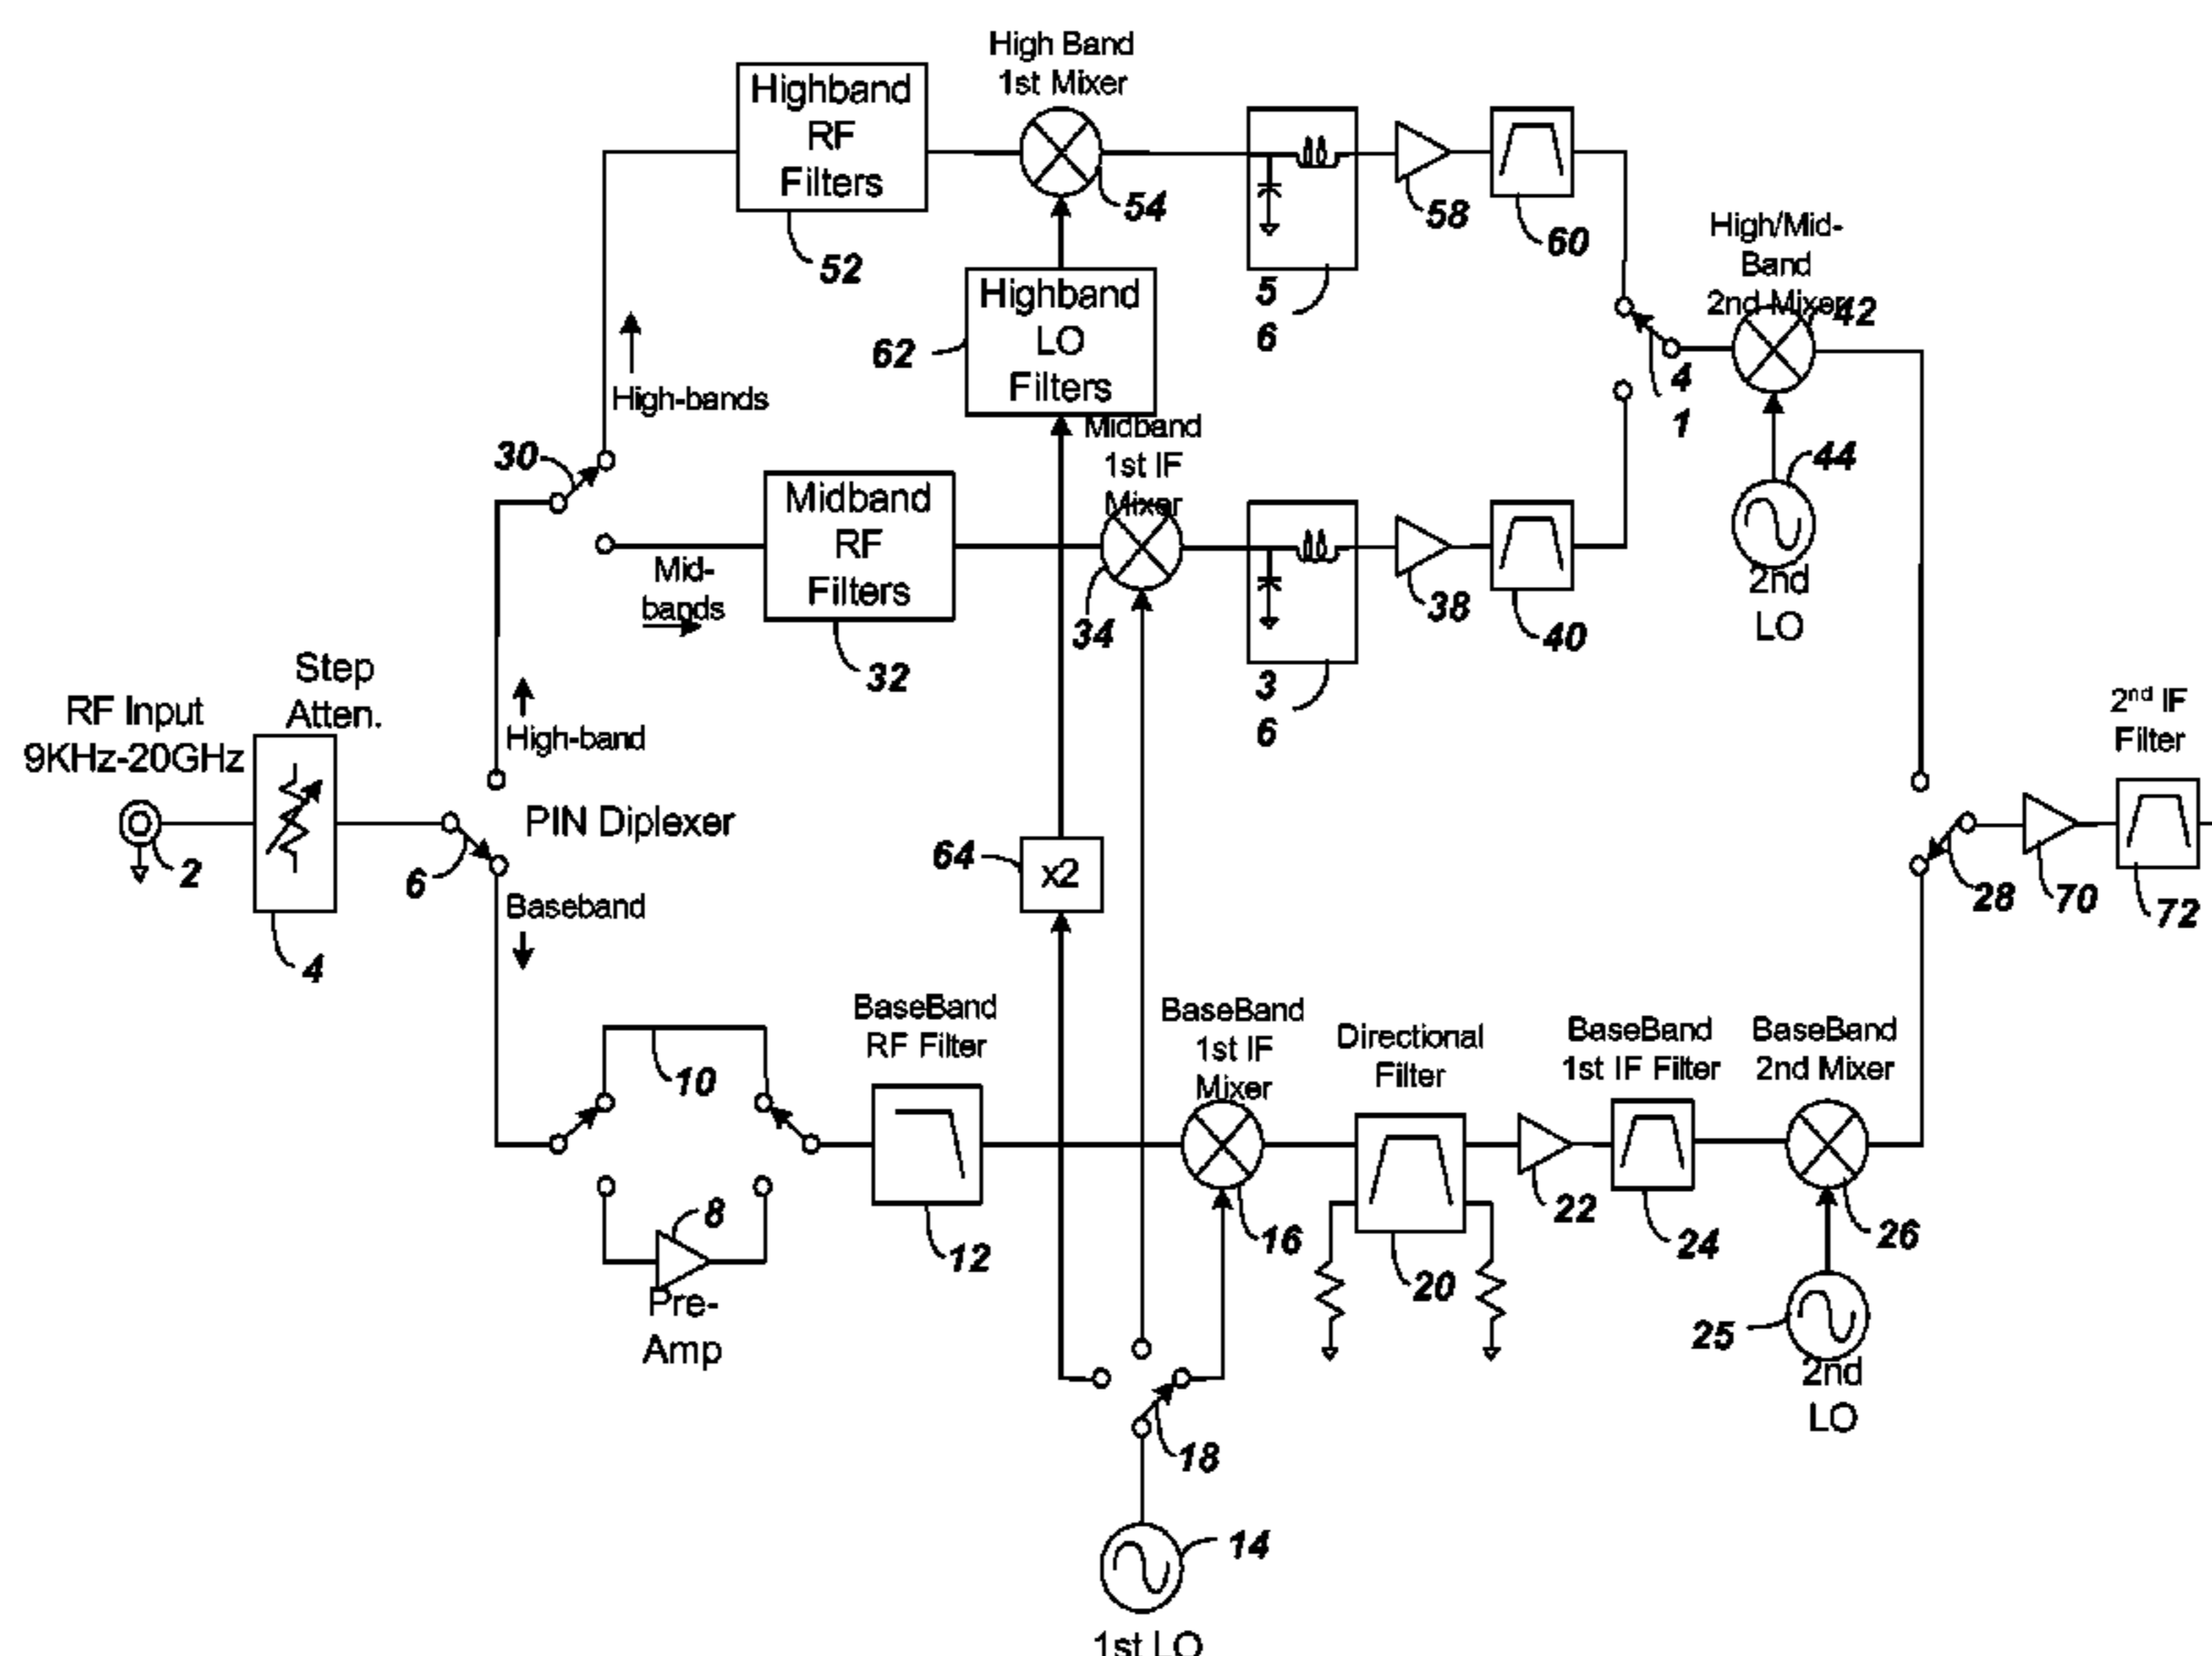 High Band
1st Mixer
Highband
RF
Filters
52
54
58
60
5
6
Highband
LO
Filters
62
High/Mid-
Band
2nd Mixer
42
4
1
44
2nd
LO
High-bands
30
Midband
1st IF
Mixer
Midband
RF
Filters
32
34
3
6
38
40
Mid-
bands
Step
Atten.
RF Input
9KHz-20GHz
2
4
High-band
PIN Diplexer
6
Baseband
64
x2
2nd IF
Filter
28
70
72
10
BaseBand
RF Filter
12
8
Pre-
Amp
BaseBand
1st IF
Mixer
16
Directional
Filter
20
22
BaseBand
1st IF Filter
24
BaseBand
2nd Mixer
26
25
2nd
LO
18
14
1st LO